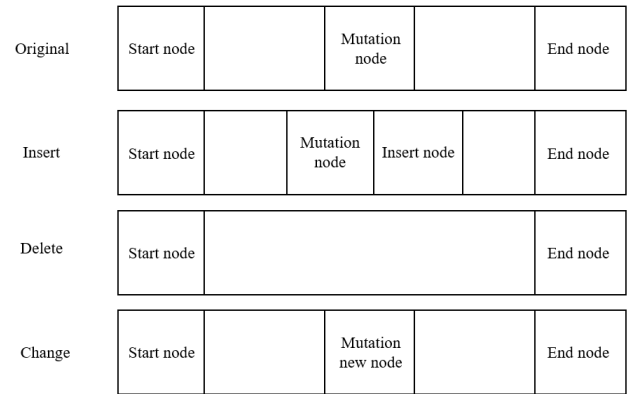 Original
Start node
Mutation
node
End node
Insert
Start node
Mutation
node
Insert node
End node
Delete
Start node
End node
Change
Start node
Mutation
new node
End node